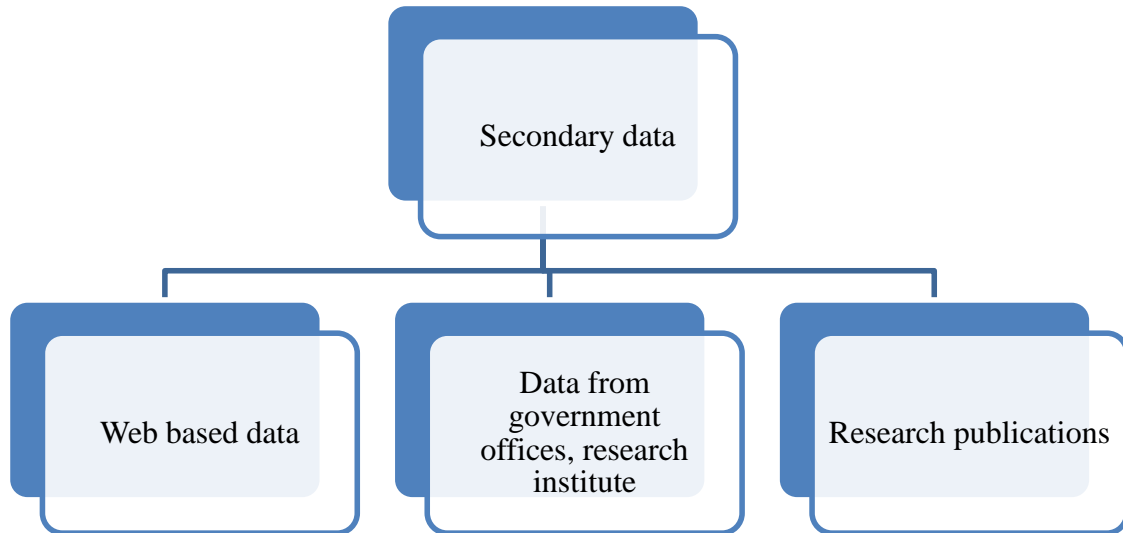 Secondary data
Web based data
Data from
government
offices, research
institute
Research publications